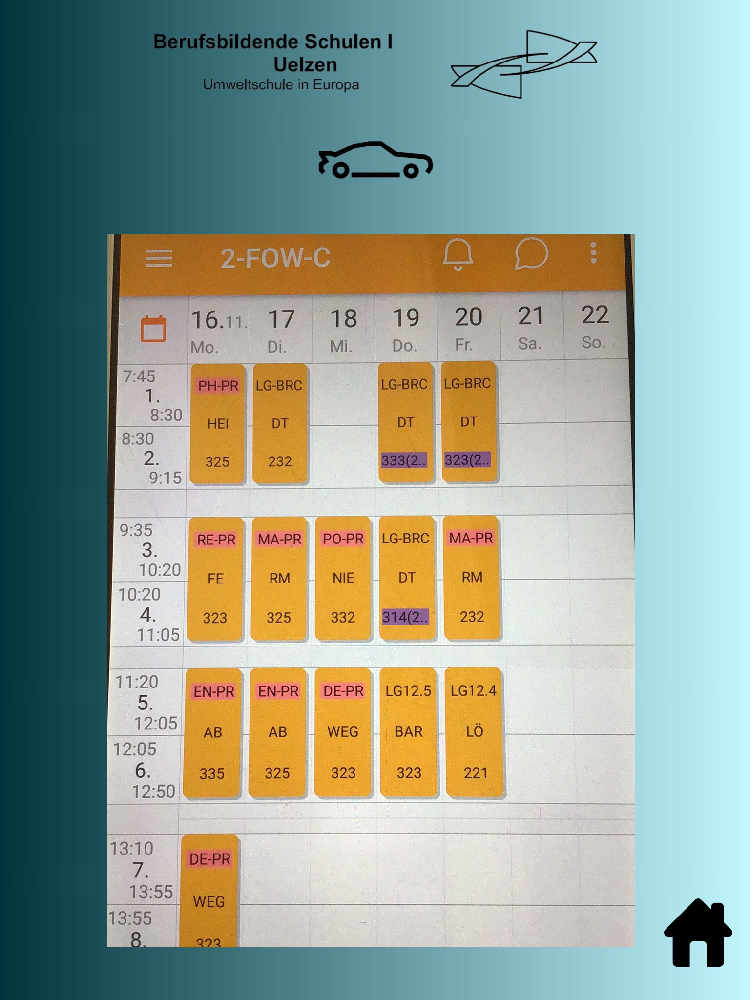 Berufsbildende Schulen I
Uelzen
Umweltschule in Europa
2-FOW-C
16.11. 17 18 19 20 21 22
Mo. Di. Mi. Do. Fr. Sa. So.
7:45
1.
8:30
8:30
2.
9:15
PH-PR
HEI
325
LG-BRC.
DT
232
LG-BRC.
DT
333(2..
LG-BRC
DT
323(2..
9:35
3.
10:20
10:20
4.
11:05
RE-PR
FE
323
MA-PR
RM
325
PO-PR
NIE
332
LG-BRC.
DT
314(2..
MA-PR
RM
232
11:20
5.
12:05
12:05
6.
12:50
EN-PR
AB
335
EN-PR
AB
325
DE-PR
WEG
323
LG12.5
BAR
323
LG12.4
LÖ
221
13:10
7.
13:55
13:55
8.
DE-PR
WEG
323